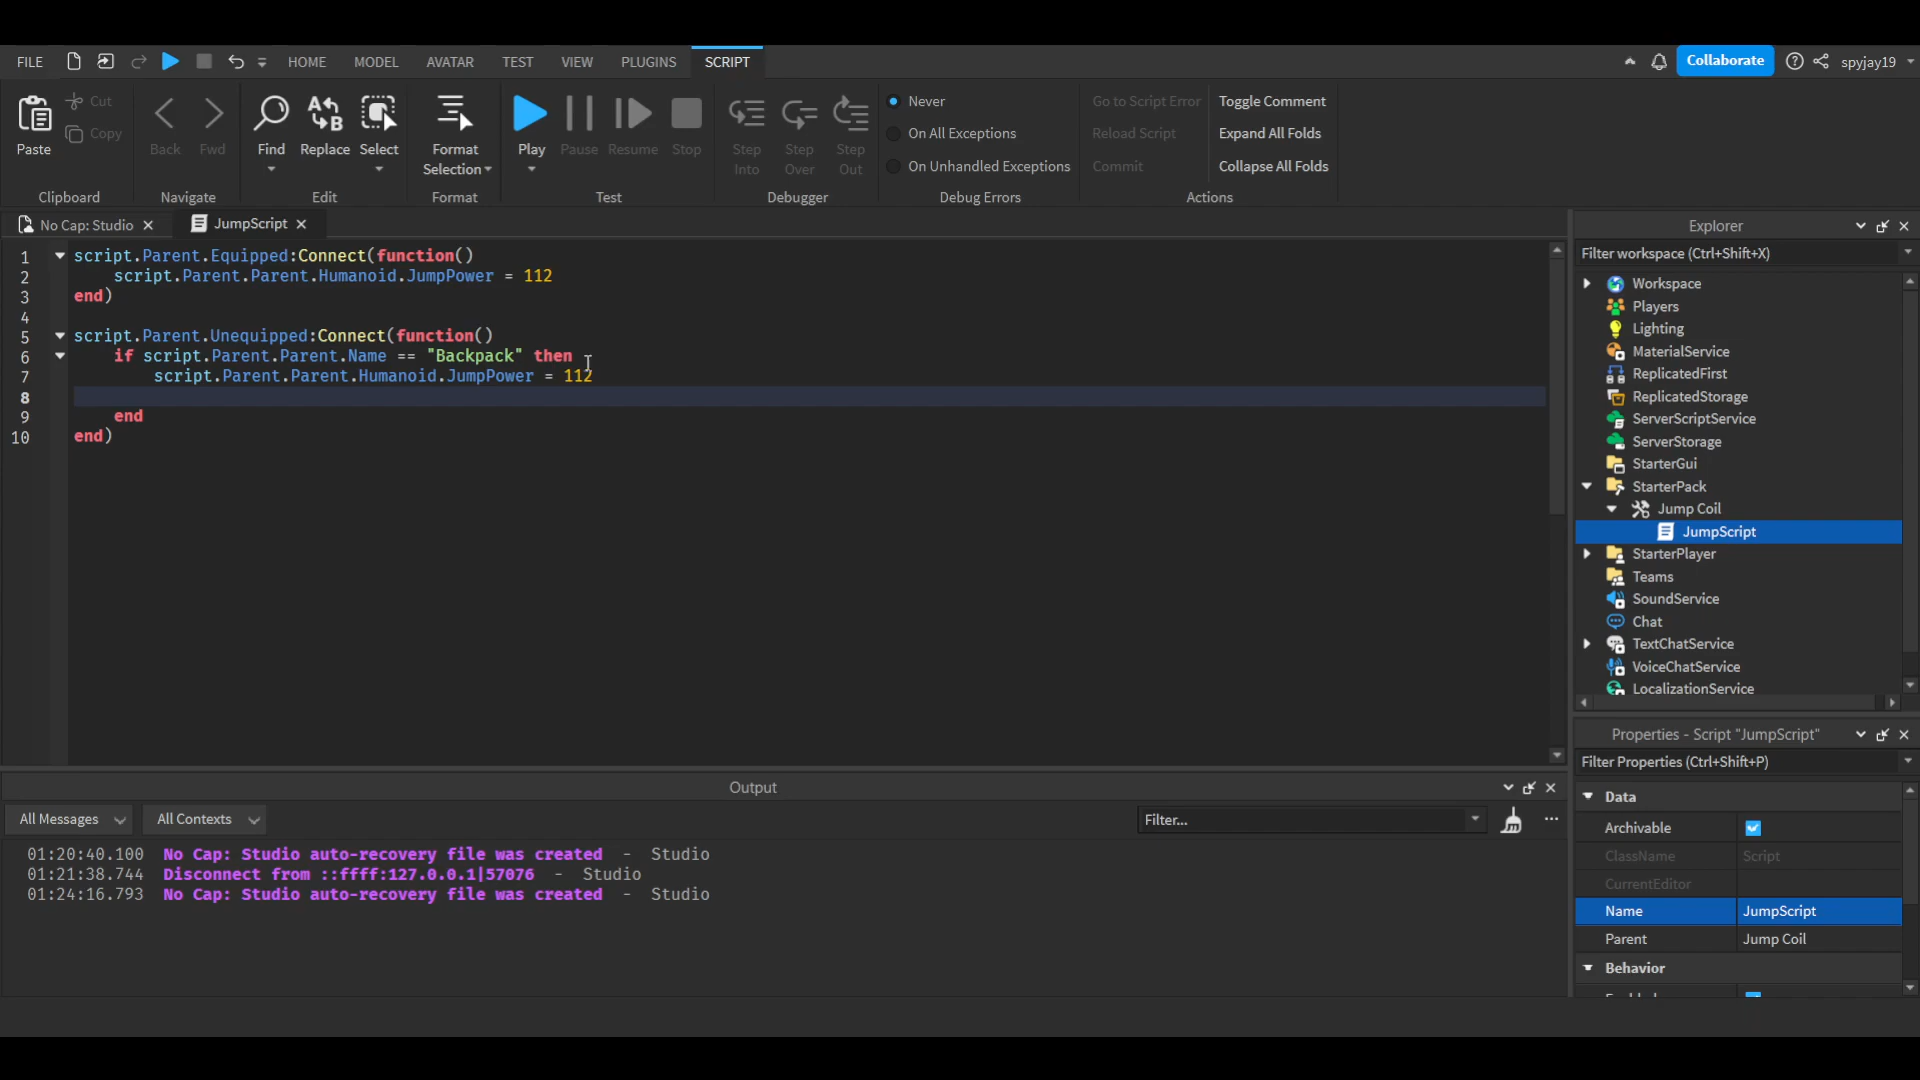 FILE HOME MODEL AVATAR TEST VIEW PLUGINS SCRIPT Collaborate spyjay19
Paste Cut Copy Back Fwd Find Replace Select Format Selection Play Pause Resume Stop Step Into Step Over Step Out
Never Go to Script Error Toggle Comment
On All Exceptions Reload Script Expand All Folds
On Unhandled Exceptions Commit Collapse All Folds
Clipboard Navigate Edit Format Test Debugger Debug Errors Actions
No Cap: Studio JumpScript
1 script.Parent.Equipped:Connect(function()
2 script.Parent.Parent.Humanoid.JumpPower = 112
3 end)
4
5 script.Parent.Unequipped:Connect(function()
6 if script.Parent.Parent.Name == "Backpack" then
7 script.Parent.Parent.Humanoid.JumpPower = 112
8
9 end
10 end)
Explorer
Filter workspace (Ctrl+Shift+X)
Workspace
Players
Lighting
MaterialService
ReplicatedFirst
ReplicatedStorage
ServerScriptService
ServerStorage
StarterGui
StarterPack
Jump Coil
JumpScript
StarterPlayer
Teams
SoundService
Chat
TextChatService
VoiceChatService
LocalizationService
Properties - Script "JumpScript"
Filter Properties (Ctrl+Shift+P)
Data
Archivable
ClassName Script
CurrentEditor
Name JumpScript
Parent Jump Coil
Behavior
Output
All Messages All Contexts Filter...
01:20:40.100 No Cap: Studio auto-recovery file was created - Studio
01:21:38.744 Disconnect from ::ffff:127.0.0.1|57076 - Studio
01:24:16.793 No Cap: Studio auto-recovery file was created - Studio